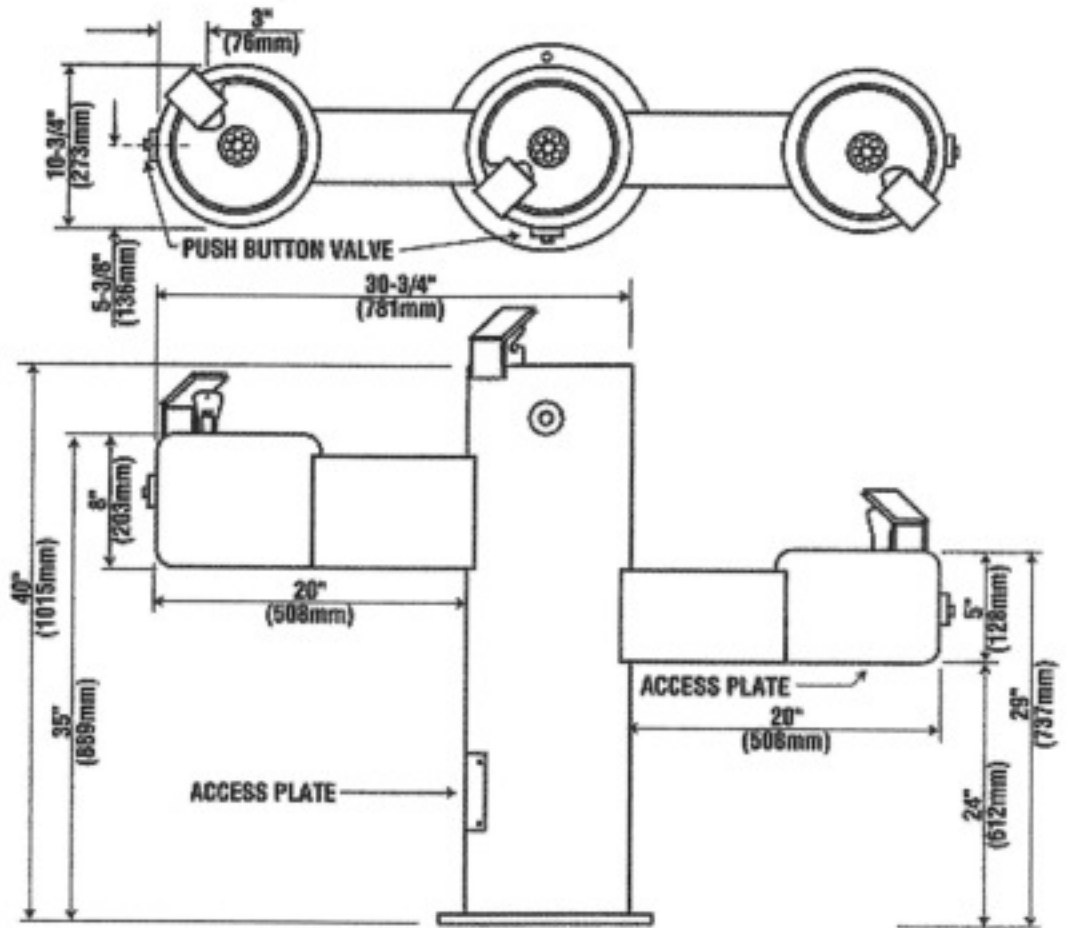 3"
(76mm)
10-3/4"
(273mm)
PUSH BUTTON VALVE
5-3/8"
(136mm)
30-3/4"
(781mm)
8"
(203mm)
40"
(1015mm)
20"
(508mm)
5"
(128mm)
ACCESS PLATE
35"
(889mm)
20"
(508mm)
29"
(737mm)
ACCESS PLATE
24"
(612mm)